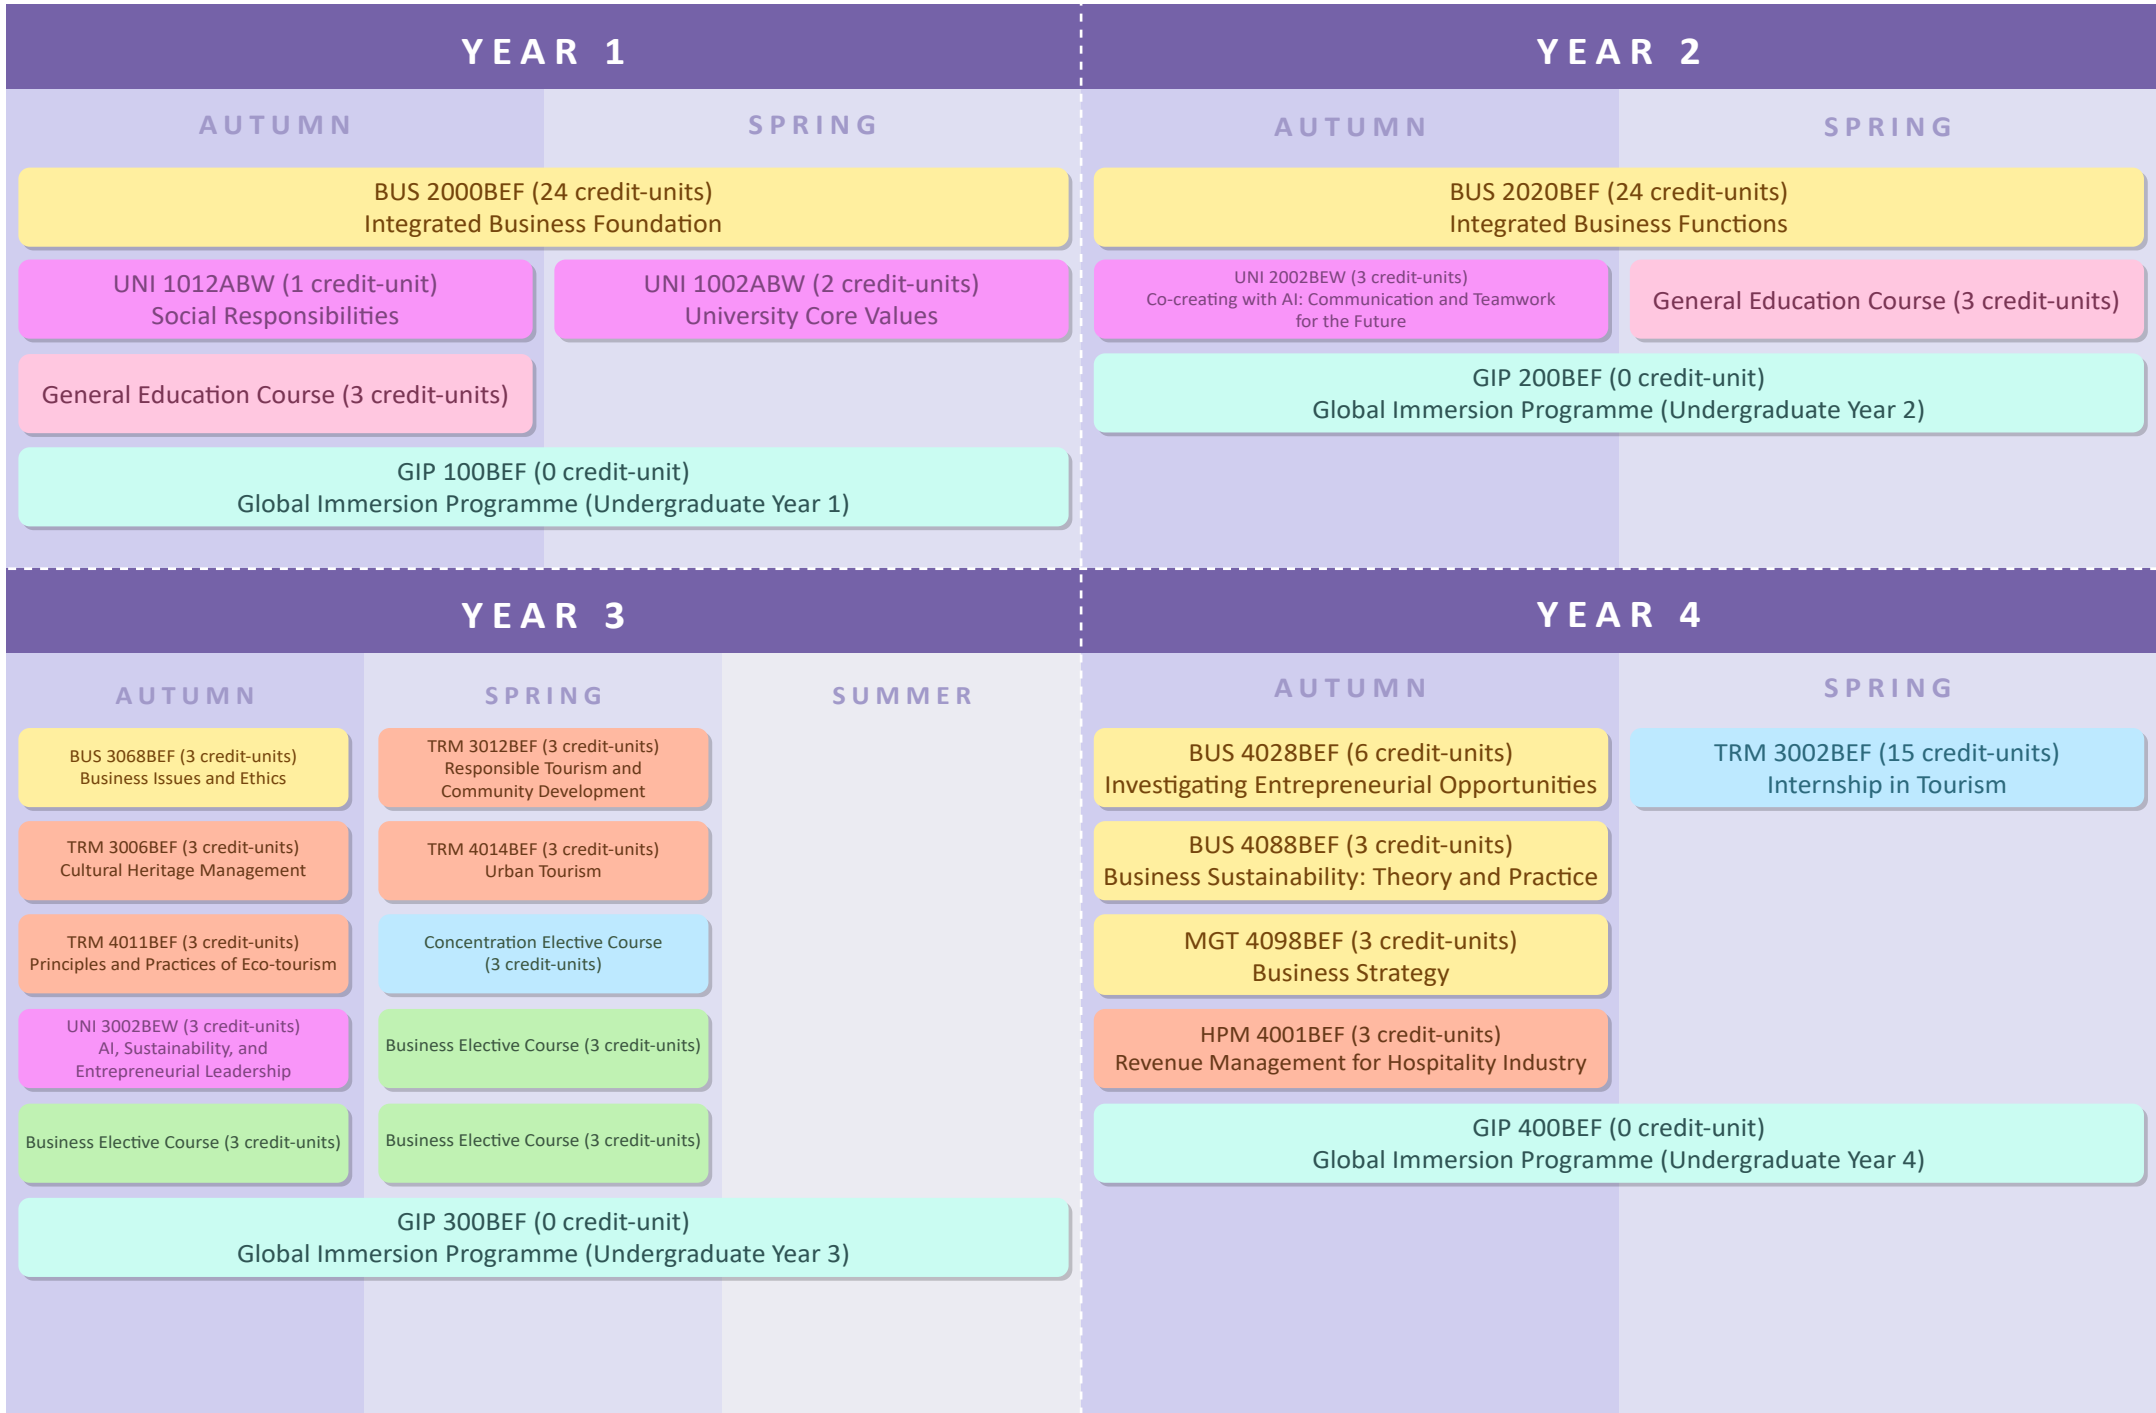 YEAR 1
AUTUMN
SPRING
BUS 2000BEF (24 credit-units)
Integrated Business Foundation
UNI 1012ABW (1 credit-unit)
Social Responsibilities
UNI 1002ABW (2 credit-units)
University Core Values
General Education Course (3 credit-units)
GIP 100BEF (0 credit-unit)
Global Immersion Programme (Undergraduate Year 1)
YEAR 2
AUTUMN
SPRING
BUS 2020BEF (24 credit-units)
Integrated Business Functions
UNI 2002BEW (3 credit-units)
Co-creating with AI: Communication and Teamwork
for the Future
General Education Course (3 credit-units)
GIP 200BEF (0 credit-unit)
Global Immersion Programme (Undergraduate Year 2)
YEAR 3
AUTUMN
SPRING
SUMMER
BUS 3068BEF (3 credit-units)
Business Issues and Ethics
TRM 3006BEF (3 credit-units)
Cultural Heritage Management
TRM 4011BEF (3 credit-units)
Principles and Practices of Eco-tourism
UNI 3002BEW (3 credit-units)
AI, Sustainability, and
Entrepreneurial Leadership
Business Elective Course (3 credit-units)
TRM 3012BEF (3 credit-units)
Responsible Tourism and
Community Development
TRM 4014BEF (3 credit-units)
Urban Tourism
Concentration Elective Course
(3 credit-units)
Business Elective Course (3 credit-units)
Business Elective Course (3 credit-units)
GIP 300BEF (0 credit-unit)
Global Immersion Programme (Undergraduate Year 3)
YEAR 4
AUTUMN
SPRING
BUS 4028BEF (6 credit-units)
Investigating Entrepreneurial Opportunities
BUS 4088BEF (3 credit-units)
Business Sustainability: Theory and Practice
MGT 4098BEF (3 credit-units)
Business Strategy
HPM 4001BEF (3 credit-units)
Revenue Management for Hospitality Industry
TRM 3002BEF (15 credit-units)
Internship in Tourism
GIP 400BEF (0 credit-unit)
Global Immersion Programme (Undergraduate Year 4)